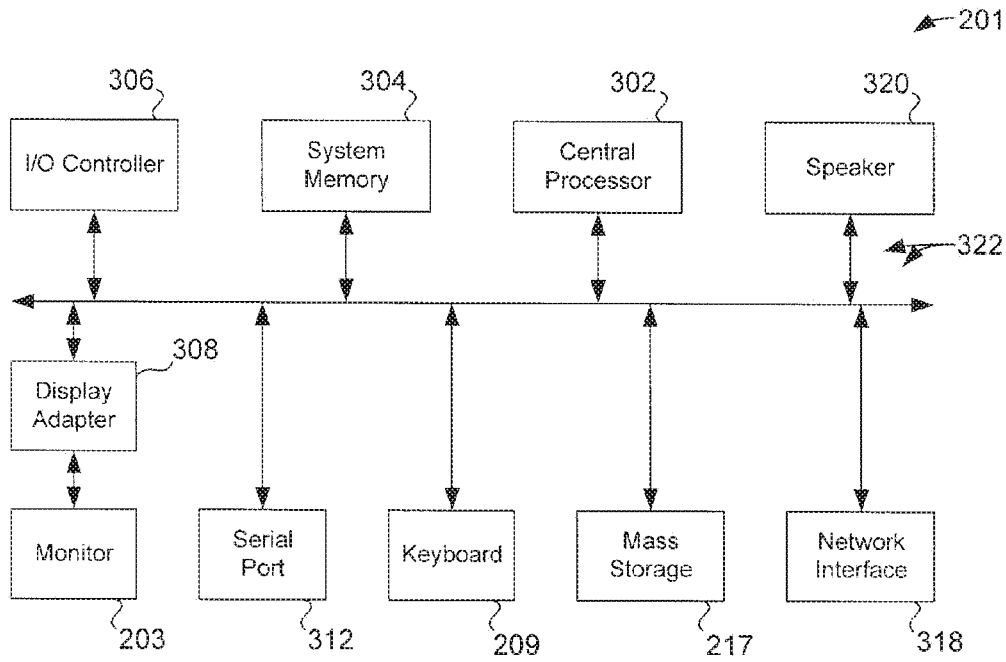 201
306
304
302
320
I/O Controller
System
Memory
Central
Processor
Speaker
322
308
Display
Adapter
Monitor
Serial
Port
Keyboard
Mass
Storage
Network
Interface
203
312
209
217
318